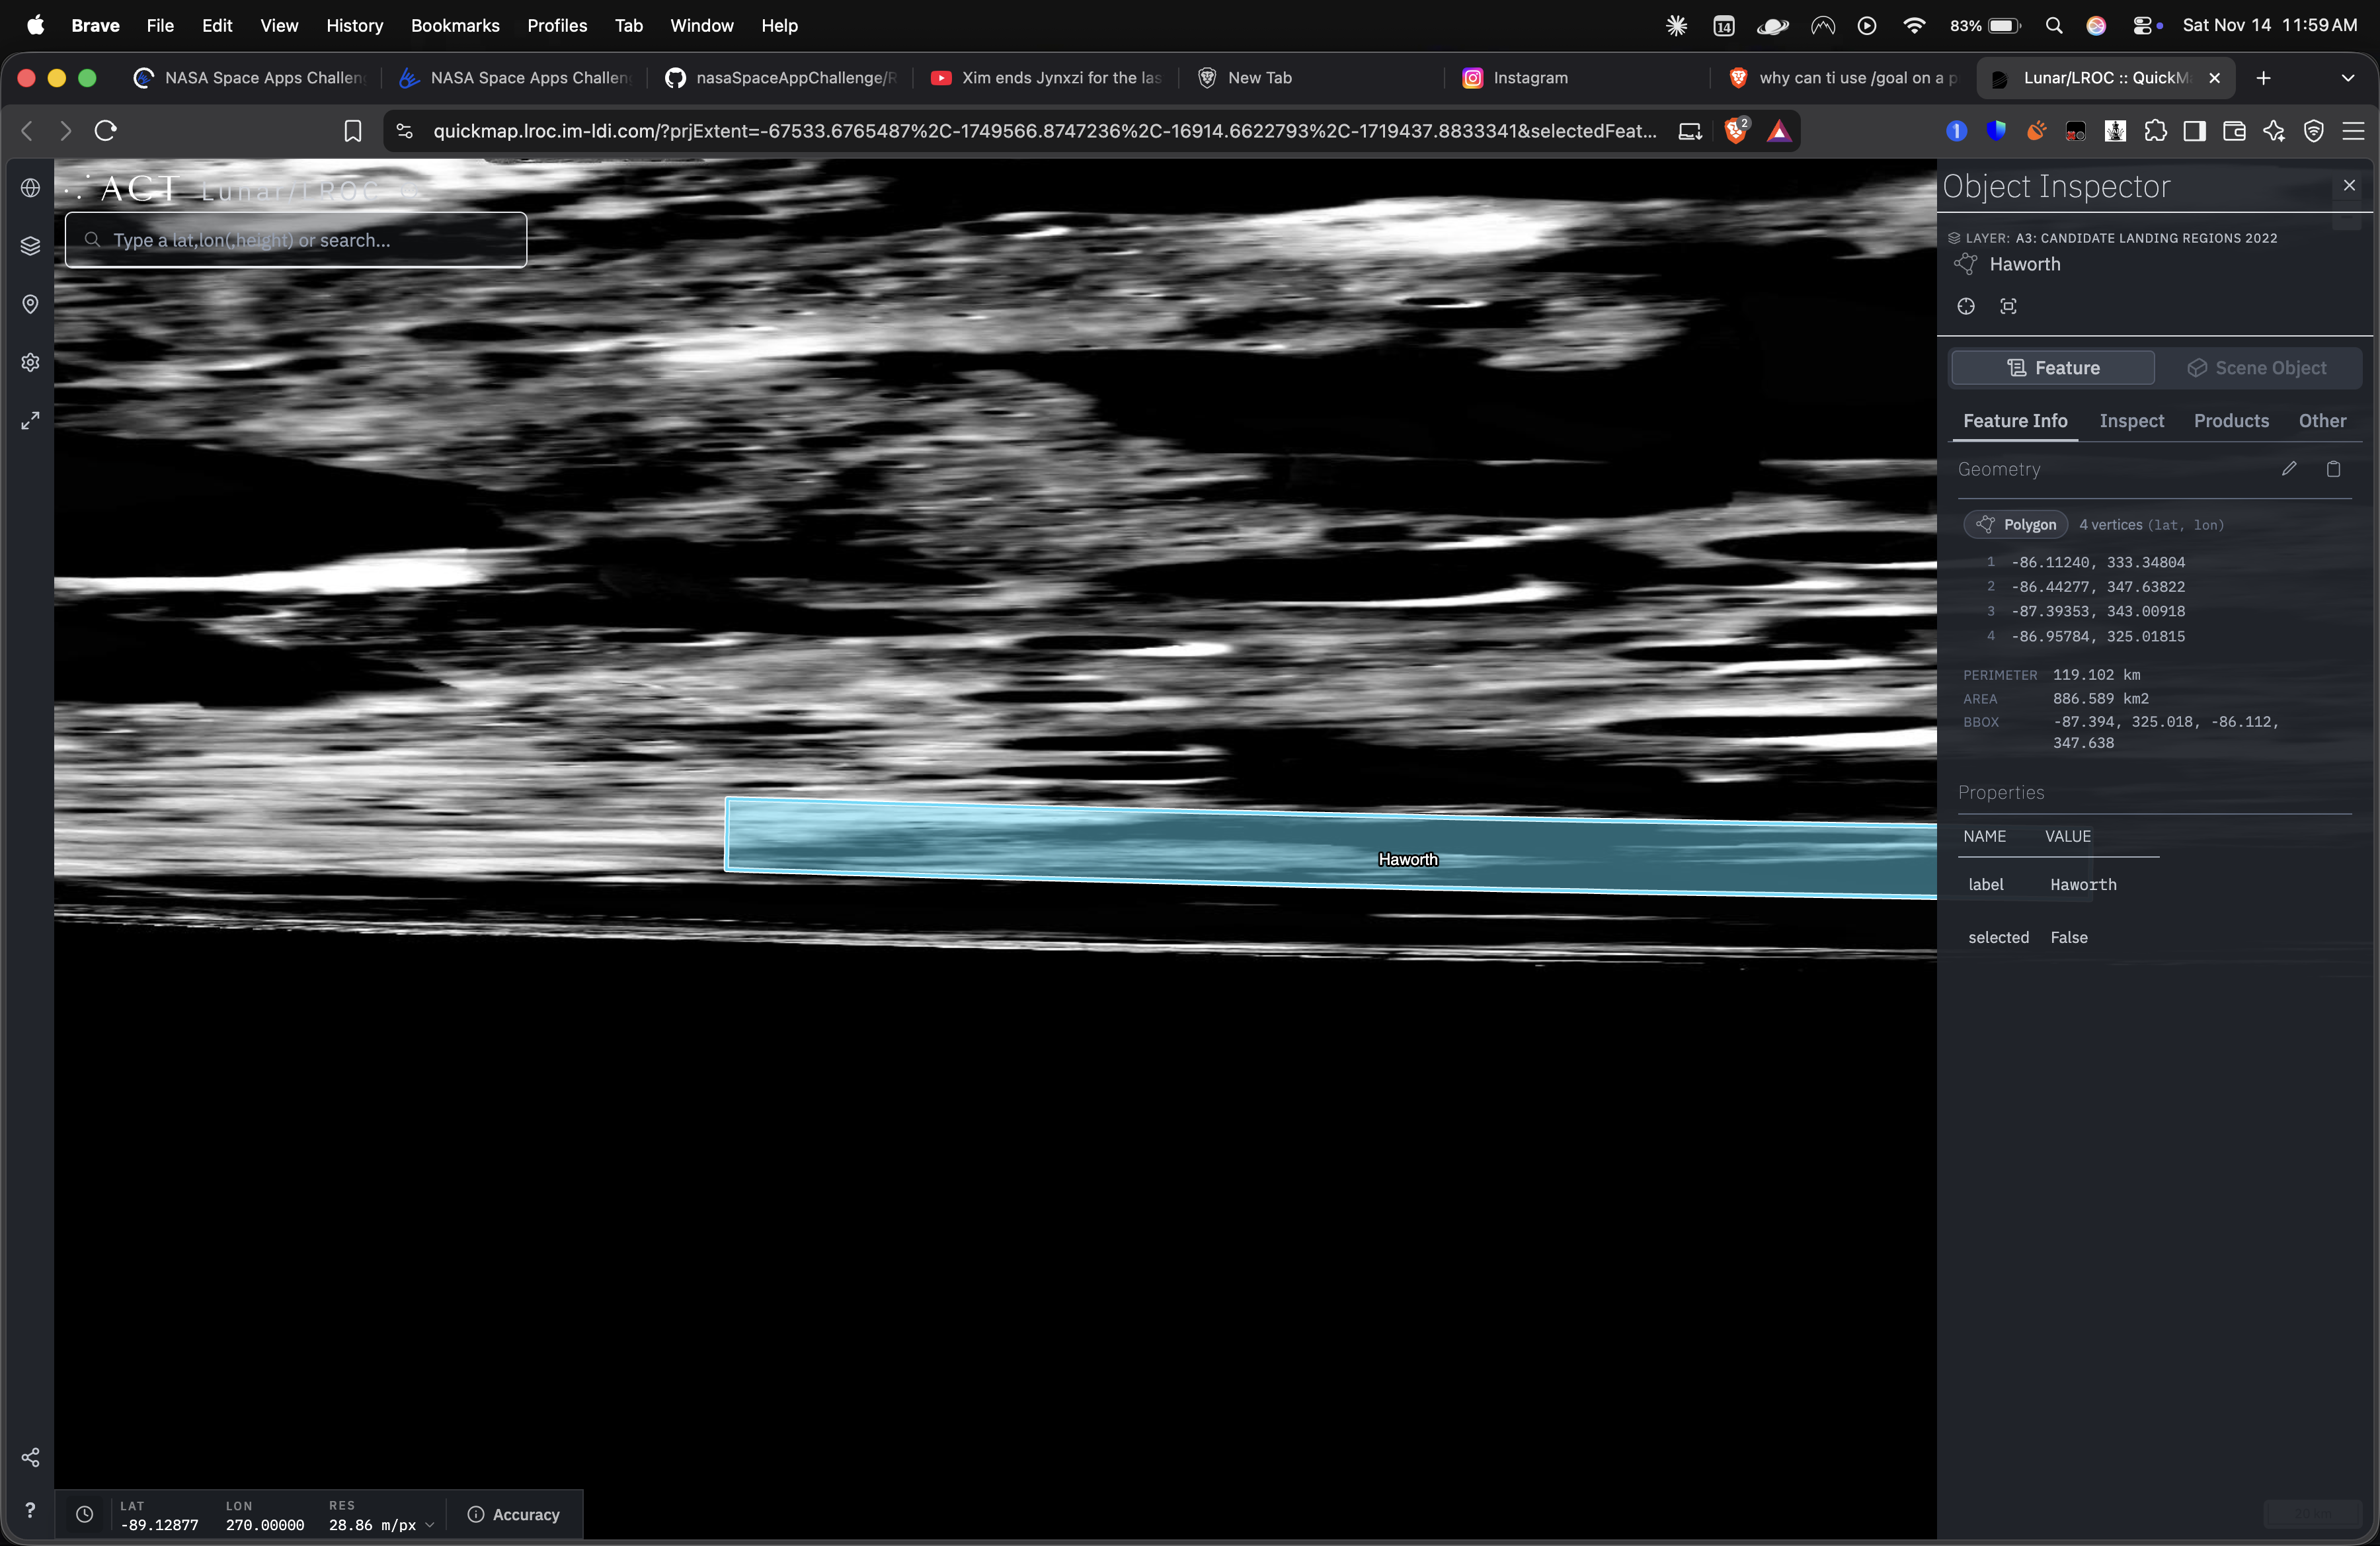 Brave File Edit View History Bookmarks Profiles Tab Window Help 14 83% Sat Nov 14 11:59 AM
NASA Space Apps Challen NASA Space Apps Challen nasaSpaceAppChallenge/R Xim ends Jynxzi for the las New Tab Instagram why can ti use /goal on a p Lunar/LROC :: QuickM
quickmap.lroc.im-ldi.com/?prjExtent=-67533.6765487%2C-1749566.8747236%2C-16914.6622793%2C-1719437.8833341&selectedFeat... 2
ACT Lunar/LROC
Type a lat,lon(,height) or search...
Haworth
LAT LON RES
-89.12877 270.00000 28.86 m/px Accuracy
Object Inspector
LAYER: A3: CANDIDATE LANDING REGIONS 2022
Haworth
Feature Scene Object
Feature Info Inspect Products Other
Geometry
Polygon 4 vertices (lat, lon)
1 -86.11240, 333.34804
2 -86.44277, 347.63822
3 -87.39353, 343.00918
4 -86.95784, 325.01815
PERIMETER 119.102 km
AREA 886.589 km2
BBOX -87.394, 325.018, -86.112,
347.638
Properties
NAME VALUE
label Haworth
selected False